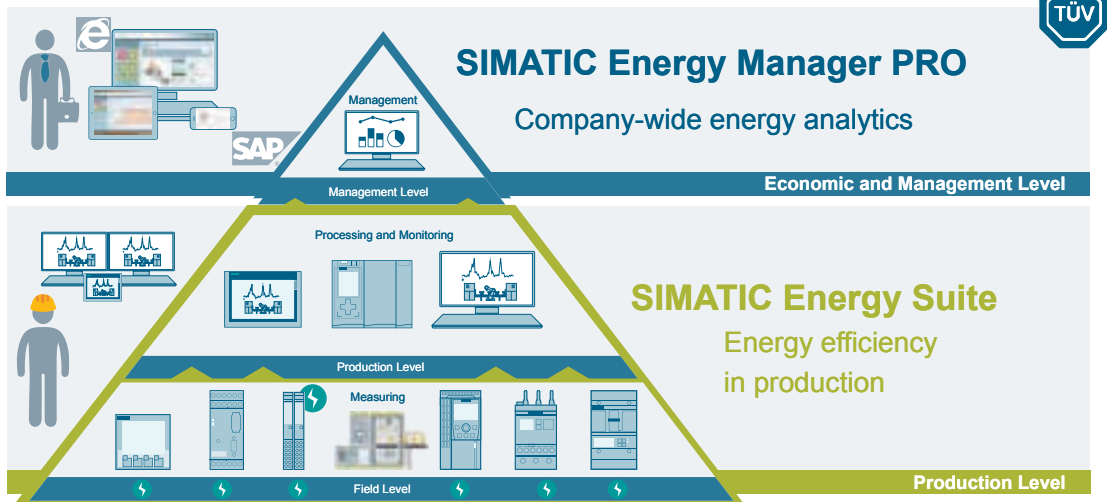 TÜV
SIMATIC Energy Manager PRO
Management
Company-wide energy analytics
SAP
Economic and Management Level
Management Level
Processing and Monitoring
SIMATIC Energy Suite
Energy efficiency
in production
Production Level
Measuring
Production Level
Field Level